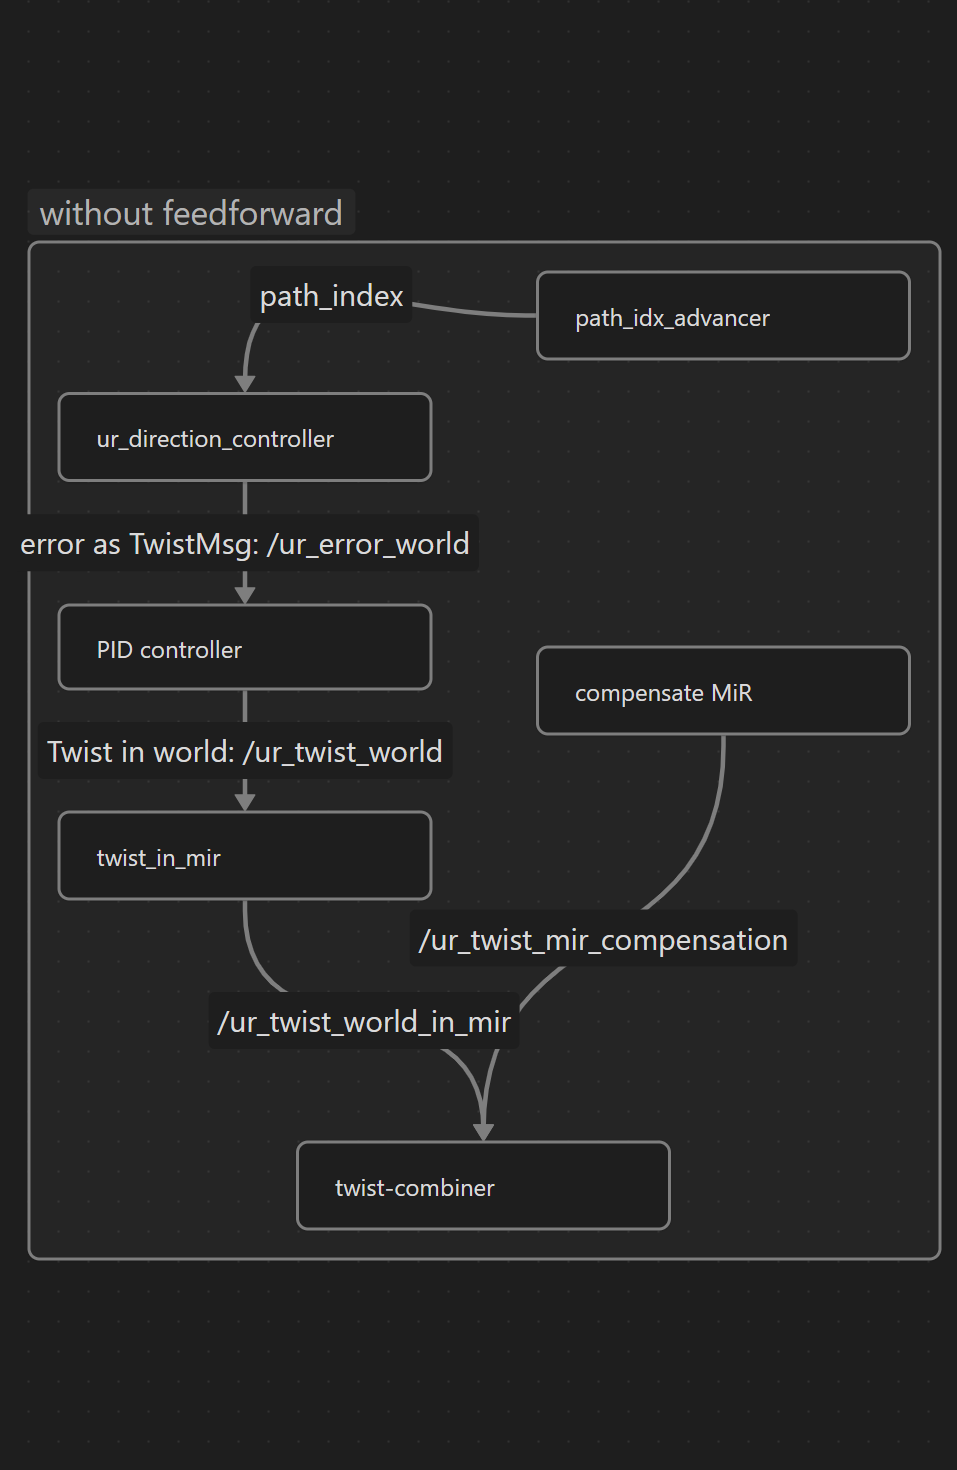 without feedforward
path_index
path_idx_advancer
ur_direction_controller
error as TwistMsg: /ur_error_world
PID controller
compensate MiR
Twist in world: /ur_twist_world
twist_in_mir
/ur_twist_mir_compensation
/ur_twist_world_in_mir
twist-combiner